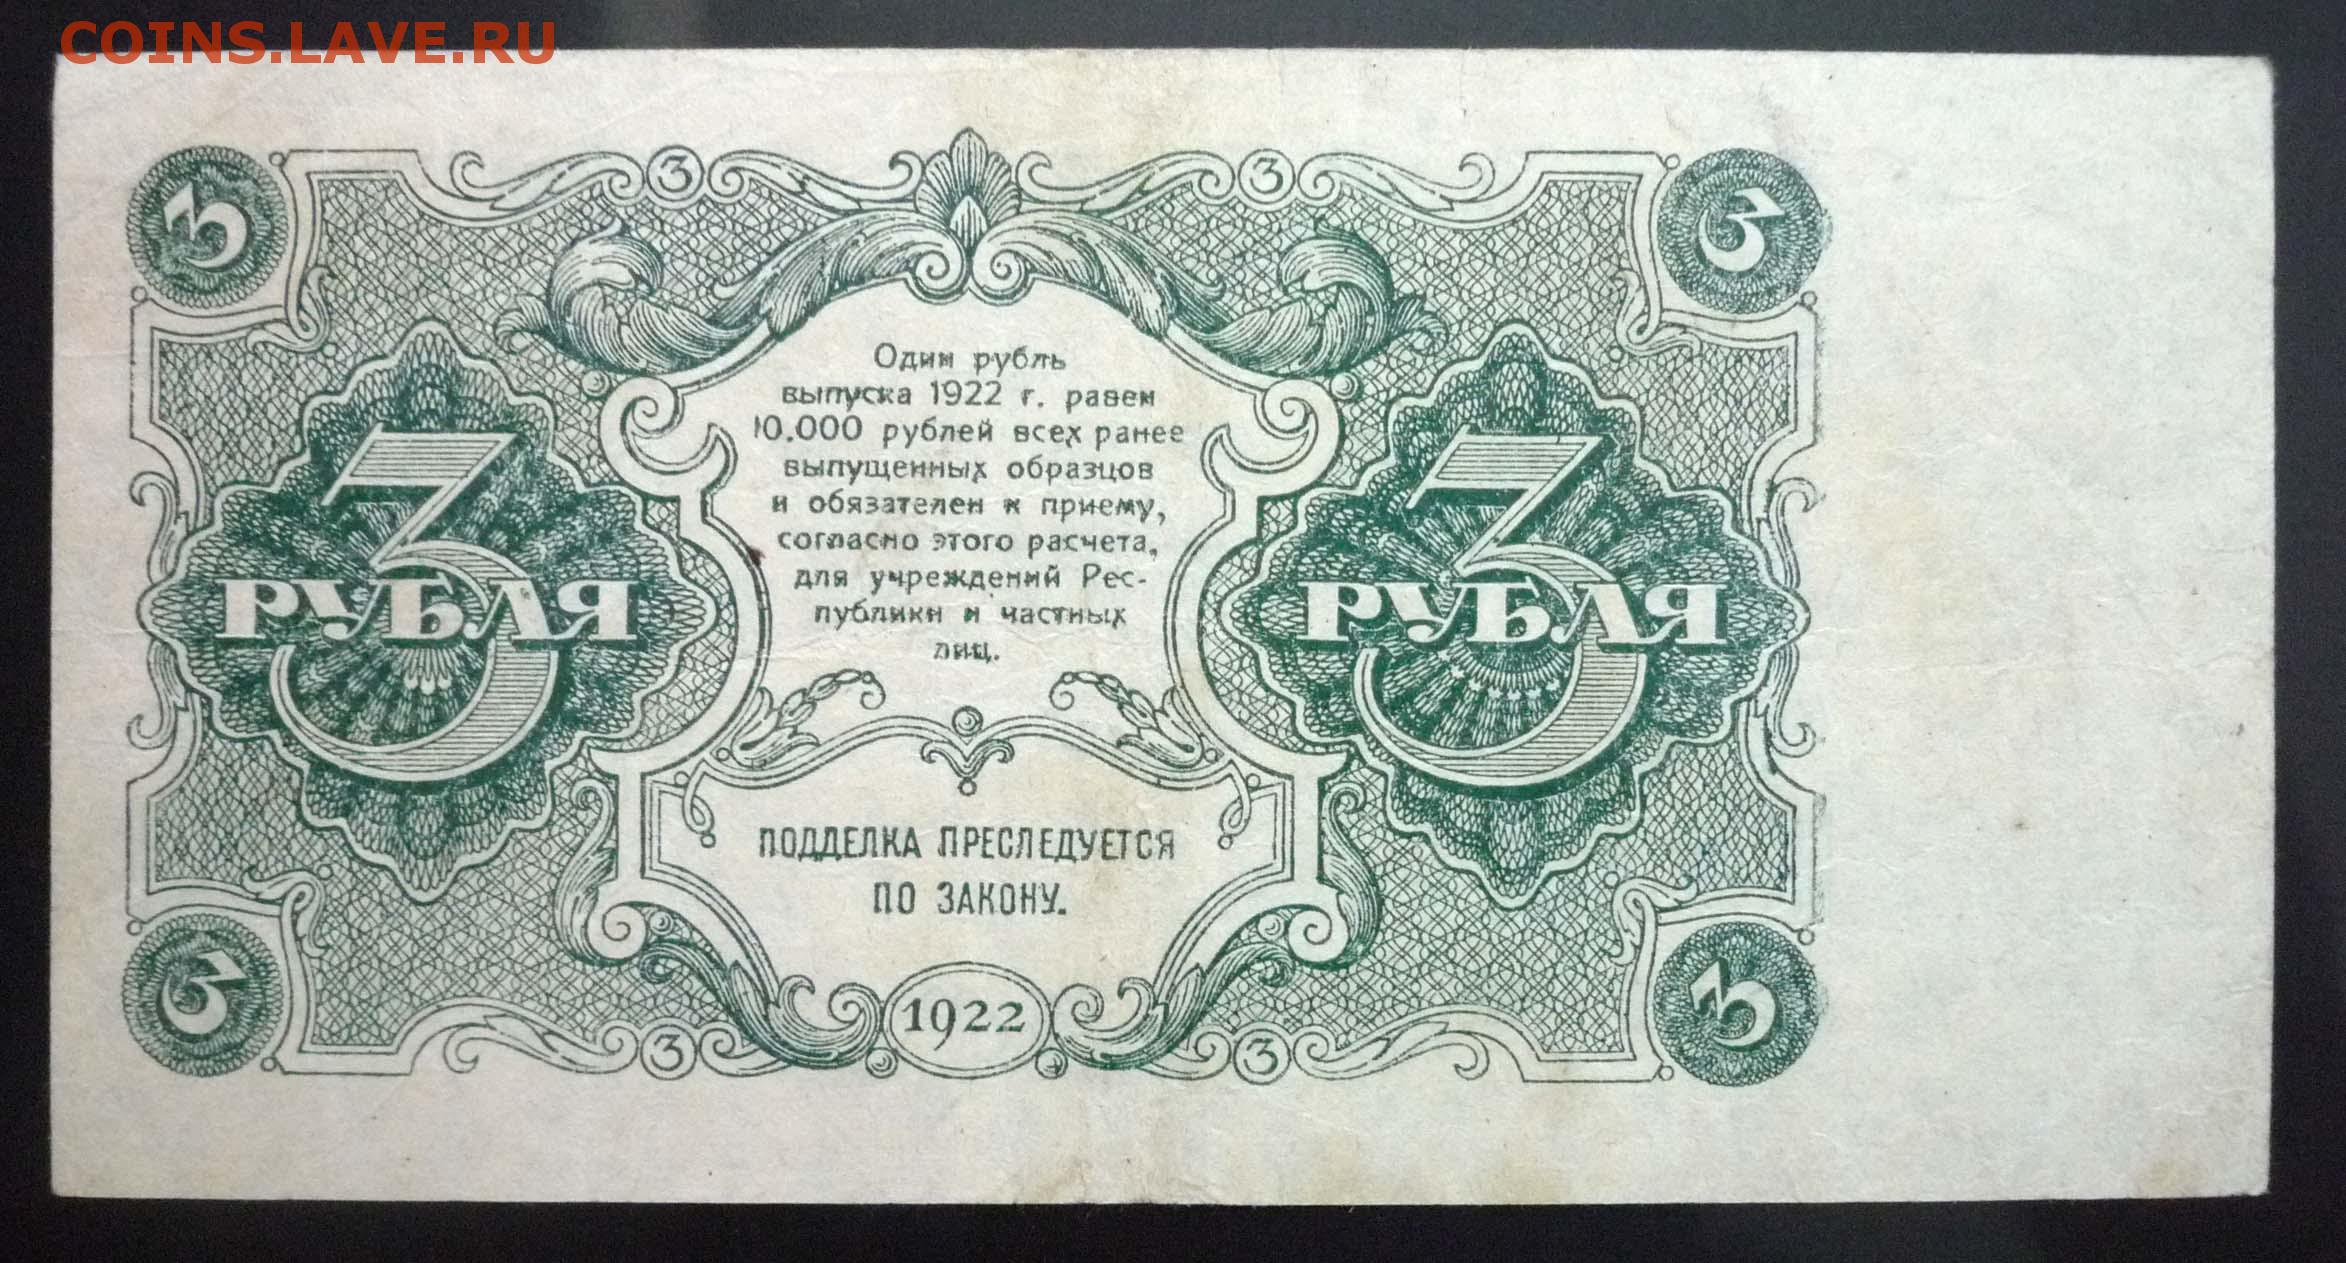 COINS.LAVE.RU
3 3 3 3
Один рубль
выпуска 1922 г. равен
10.000 рублей всех ранее
выпущенных образцов
и обязателен к приему,
согласно этого расчета,
для учреждений Рес-
публики и частных
лиц.
3 РУБЛЯ
3 РУБЛЯ
ПОДДЕЛКА ПРЕСЛЕДУЕТСЯ
ПО ЗАКОНУ.
3 3 1922 3 3